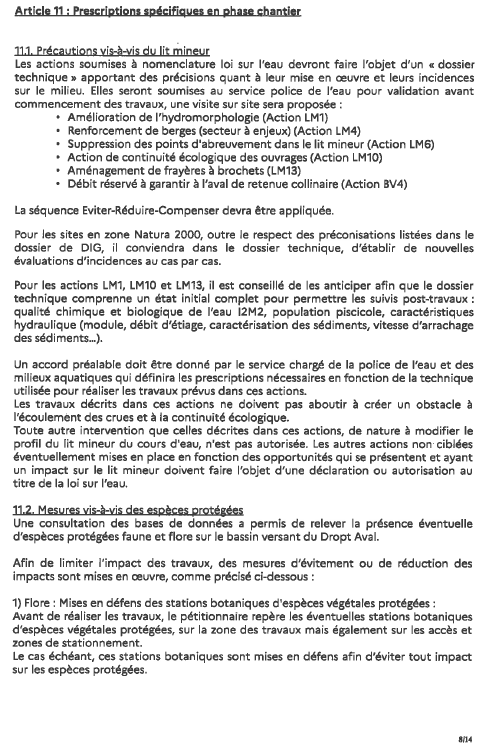 Article 11 : Prescriptions spécifiques en phase chantier
11.1. Précautions vis-à-vis du lit mineur
Les actions soumises à nomenclature loi sur l'eau devront faire l'objet d'un « dossier
technique » apportant des précisions quant à leur mise en œuvre et leurs incidences
sur le milieu. Elles seront soumises au service police de l'eau pour validation avant
commencement des travaux, une visite sur site sera proposée :
• Amélioration de l'hydromorphologie (Action LM1)
• Renforcement de berges (secteur à enjeux) (Action LM4)
• Suppression des points d'abreuvement dans le lit mineur (Action LM6)
• Action de continuité écologique des ouvrages (Action LM10)
• Aménagement de frayères à brochets (LM13)
• Débit réservé à garantir à l'aval de retenue collinaire (Action BV4)
La séquence Eviter-Réduire-Compenser devra être appliquée.
Pour les sites en zone Natura 2000, outre le respect des préconisations listées dans le
dossier de DIG, il conviendra dans le dossier technique, d'établir de nouvelles
évaluations d'incidences au cas par cas.
Pour les actions LM1, LM10 et LM13, il est conseillé de les anticiper afin que le dossier
technique comprenne un état initial complet pour permettre les suivis post-travaux :
qualité chimique et biologique de l'eau I2M2, population piscicole, caractéristiques
hydraulique (module, débit d'étiage, caractérisation des sédiments, vitesse d'arrachage
des sédiments...).
Un accord préalable doit être donné par le service chargé de la police de l'eau et des
milieux aquatiques qui définira les prescriptions nécessaires en fonction de la technique
utilisée pour réaliser les travaux prévus dans ces actions.
Les travaux décrits dans ces actions ne doivent pas aboutir à créer un obstacle à
l'écoulement des crues et à la continuité écologique.
Toute autre intervention que celles décrites dans ces actions, de nature à modifier le
profil du lit mineur du cours d'eau, n'est pas autorisée. Les autres actions non ciblées
éventuellement mises en place en fonction des opportunités qui se présentent et ayant
un impact sur le lit mineur doivent faire l'objet d'une déclaration ou autorisation au
titre de la loi sur l'eau.
11.2. Mesures vis-à-vis des espèces protégées
Une consultation des bases de données a permis de relever la présence éventuelle
d'espèces protégées faune et flore sur le bassin versant du Dropt Aval.
Afin de limiter l'impact des travaux, des mesures d'évitement ou de réduction des
impacts sont mises en œuvre, comme précisé ci-dessous :
1) Flore : Mises en défens des stations botaniques d'espèces végétales protégées :
Avant de réaliser les travaux, le pétitionnaire repère les éventuelles stations botaniques
d'espèces végétales protégées, sur la zone des travaux mais également sur les accès et
zones de stationnement.
Le cas échéant, ces stations botaniques sont mises en défens afin d'éviter tout impact
sur les espèces protégées.
8/14